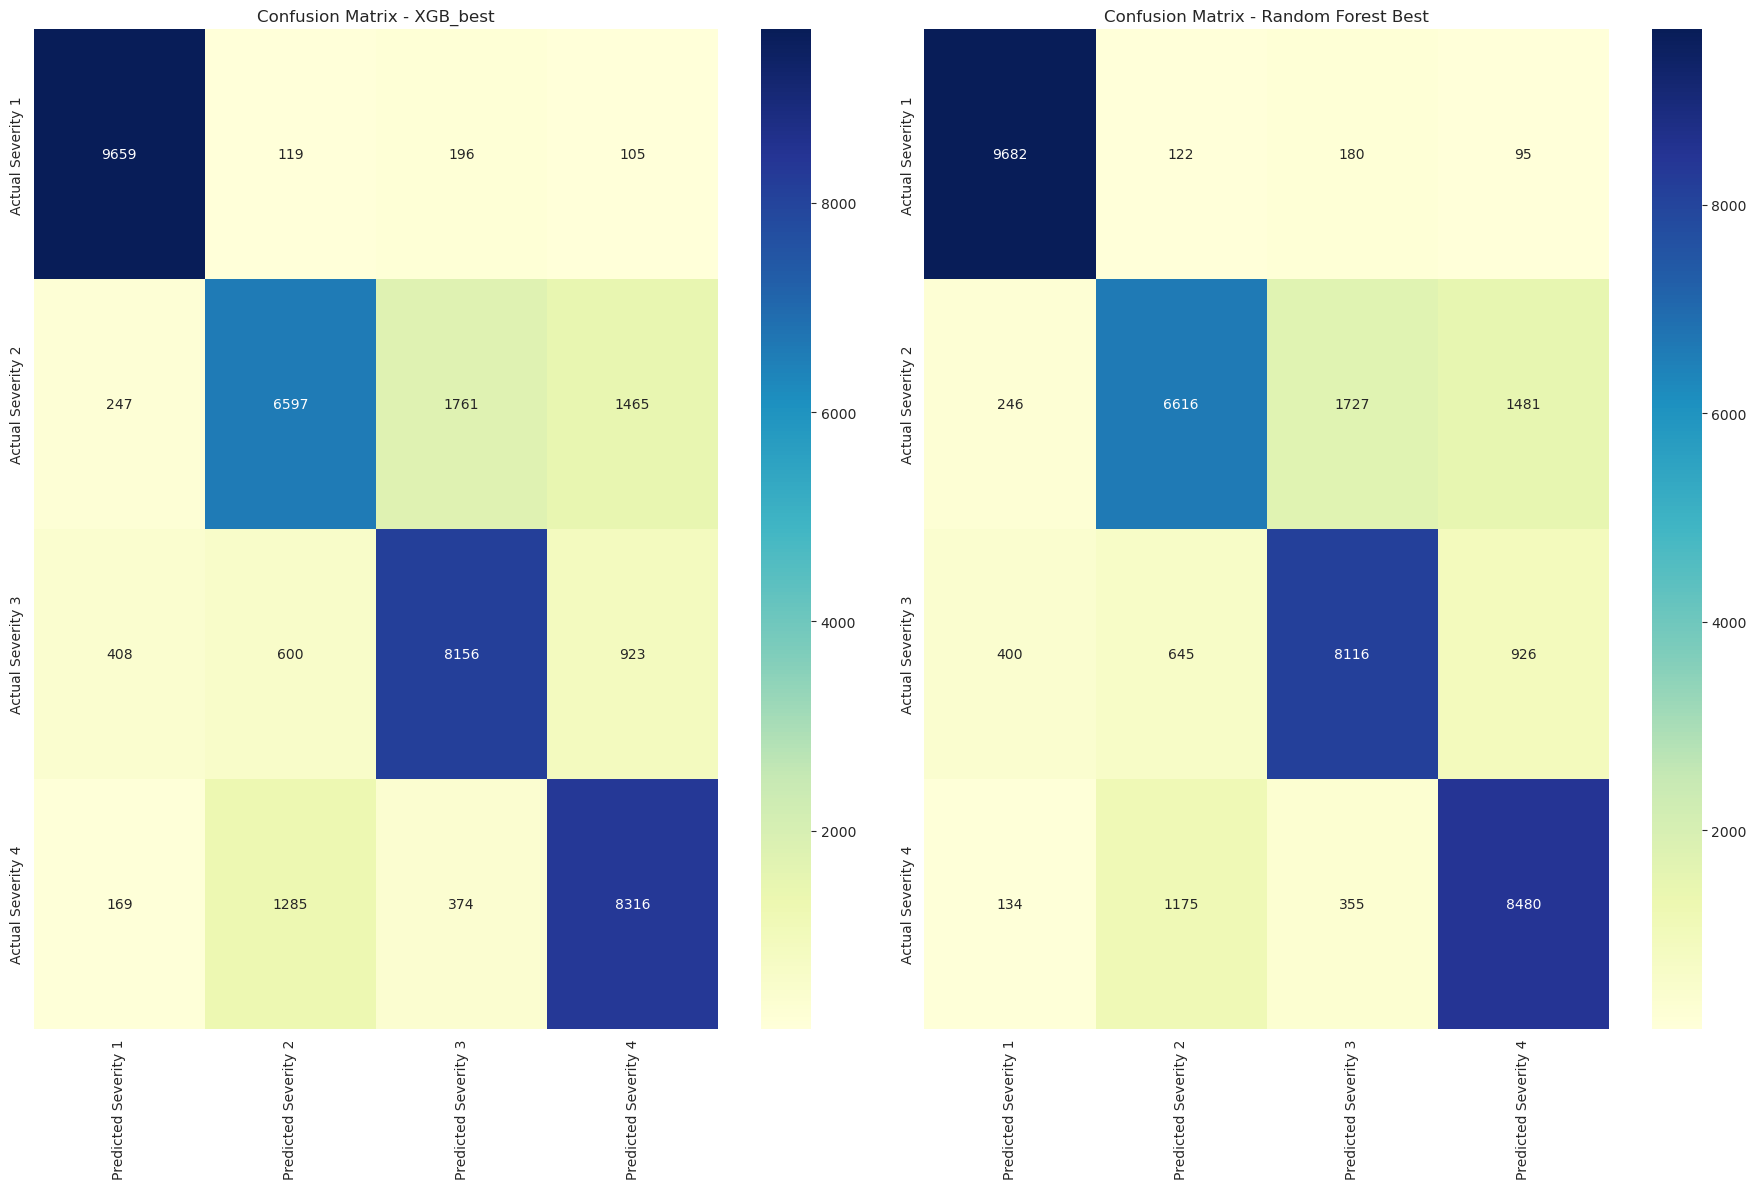 Confusion Matrix - XGB_best
Actual Severity 1
9659 119 196 105
Actual Severity 2
247 6597 1761 1465
Actual Severity 3
408 600 8156 923
Actual Severity 4
169 1285 374 8316
Predicted Severity 1
Predicted Severity 2
Predicted Severity 3
Predicted Severity 4
8000
6000
4000
2000
Confusion Matrix - Random Forest Best
Actual Severity 1
9682 122 180 95
Actual Severity 2
246 6616 1727 1481
Actual Severity 3
400 645 8116 926
Actual Severity 4
134 1175 355 8480
Predicted Severity 1
Predicted Severity 2
Predicted Severity 3
Predicted Severity 4
8000
6000
4000
2000